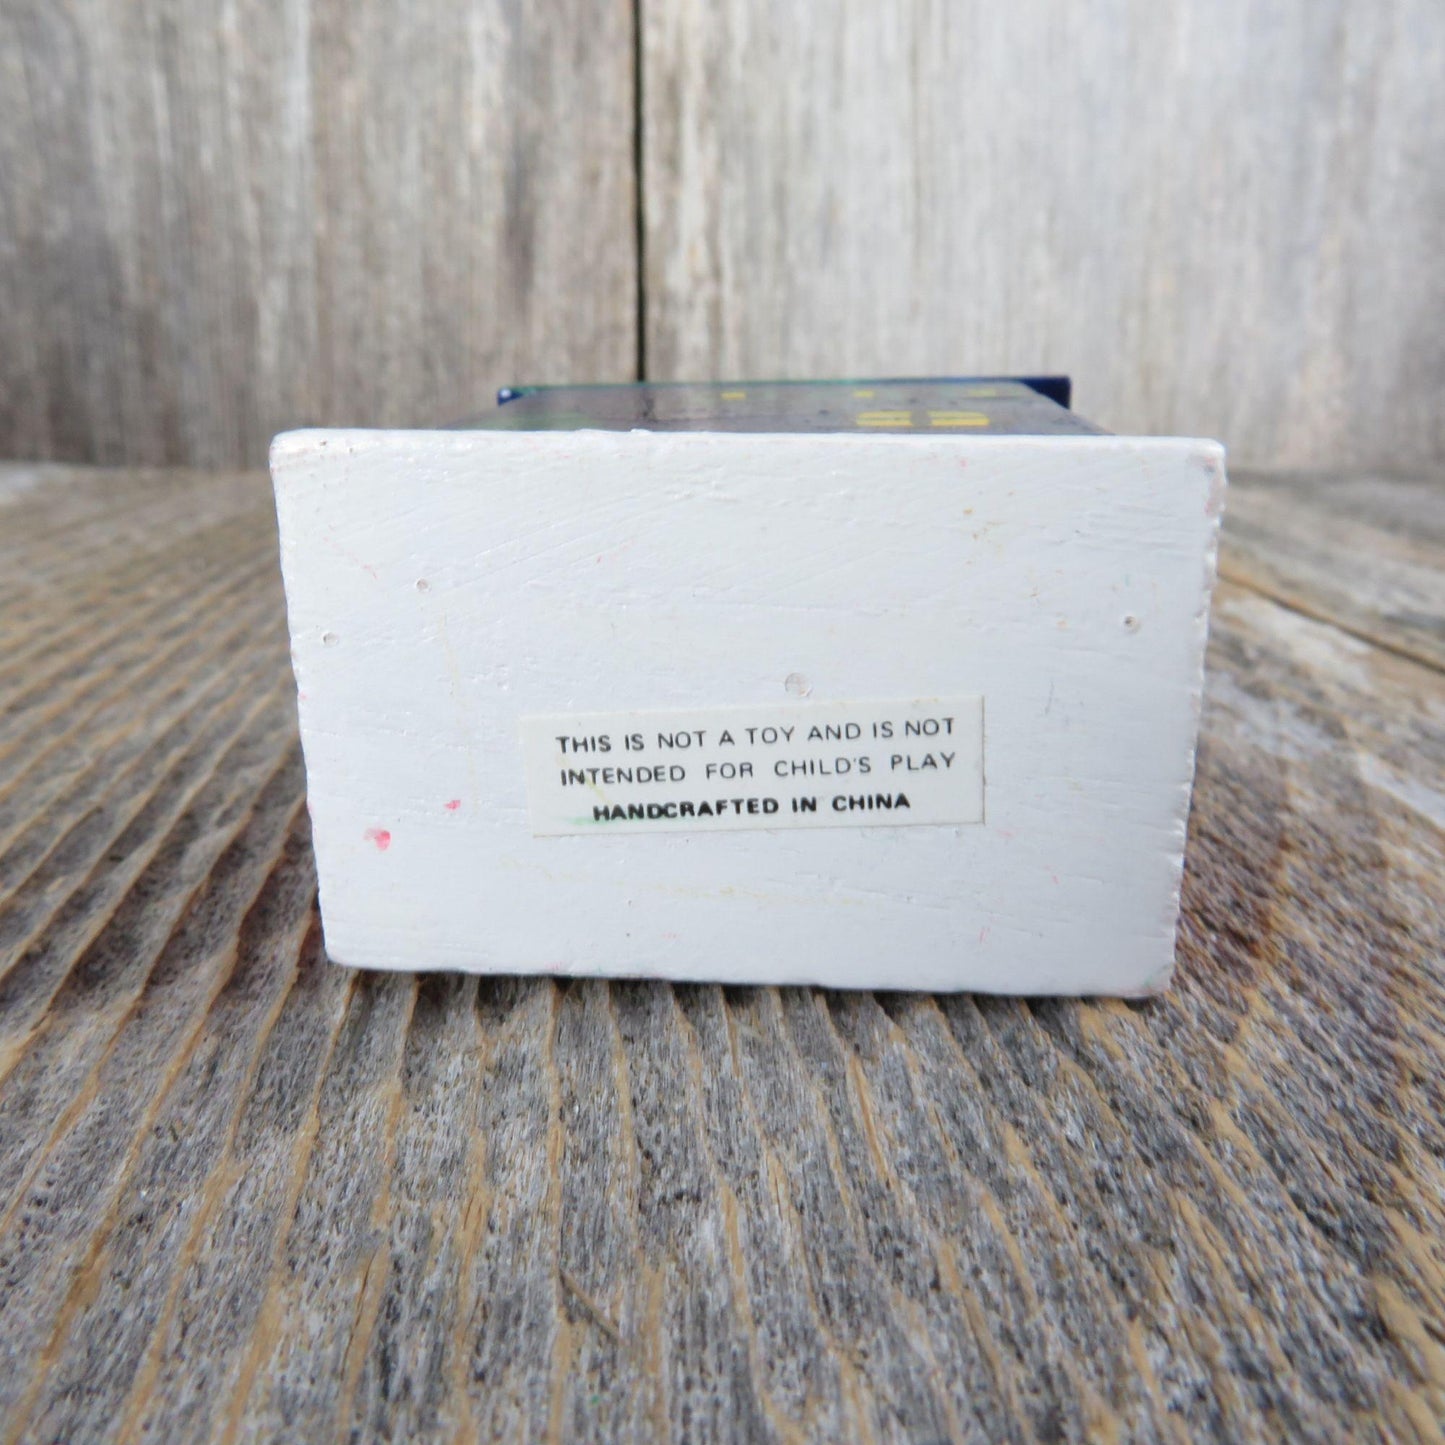 THIS IS NOT A TOY AND IS NOT
INTENDED FOR CHILD'S PLAY
HANDCRAFTED IN CHINA